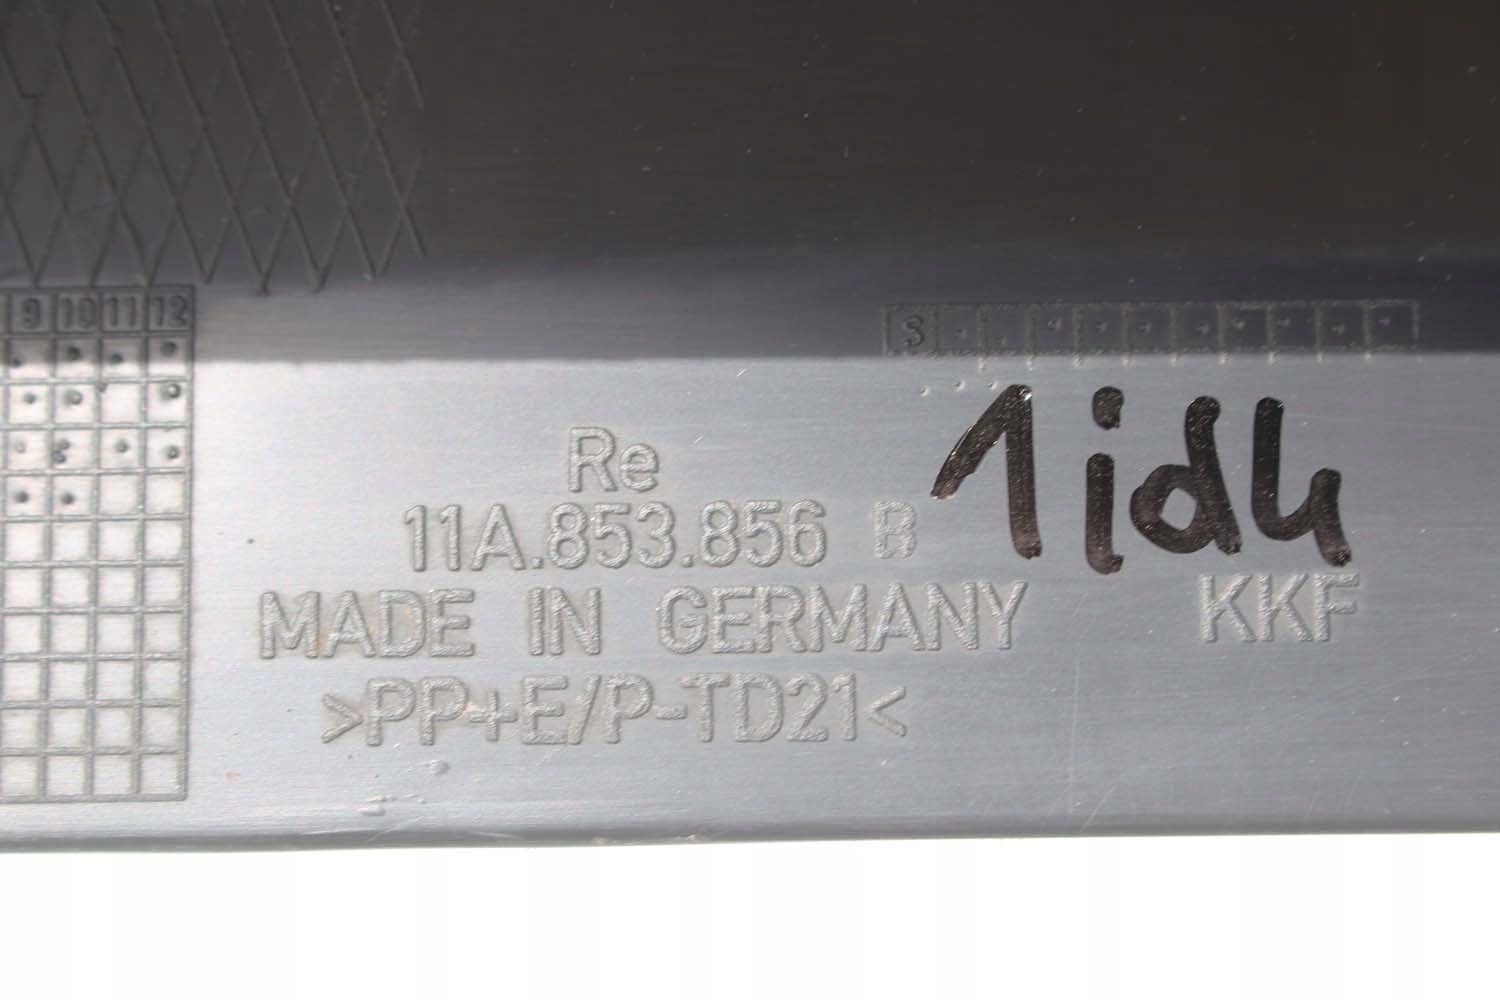 9 10 11 12
S
1id4
Re
11A.853.856 B
MADE IN GERMANY
KKF
>PP+E/P-TD21<